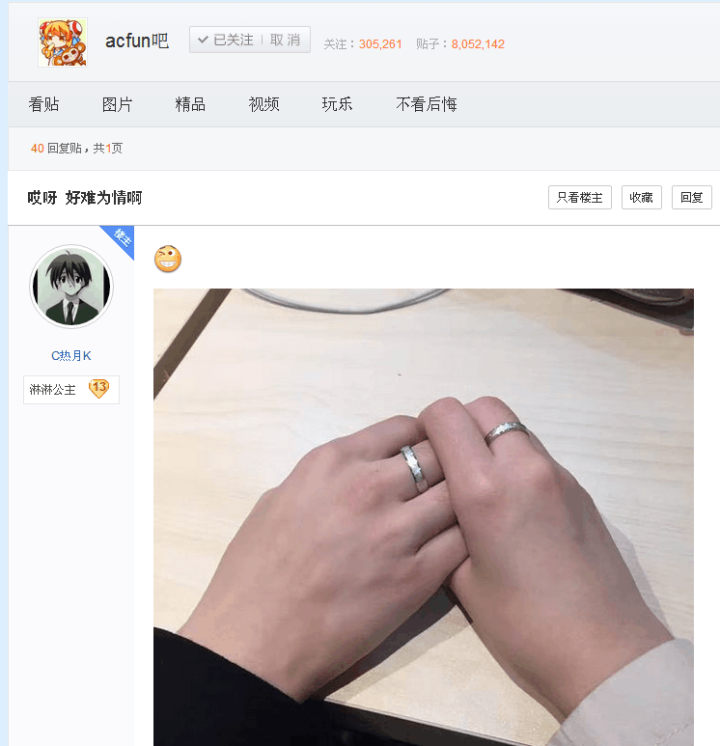 acfun吧
已关注 | 取消
关注：305,261 贴子：8,052,142
看贴 图片 精品 视频 玩乐 不看后悔
40 回复贴，共1页
哎呀 好难为情啊
只看楼主 收藏 回复
楼主
C热月K
淋淋公主 13